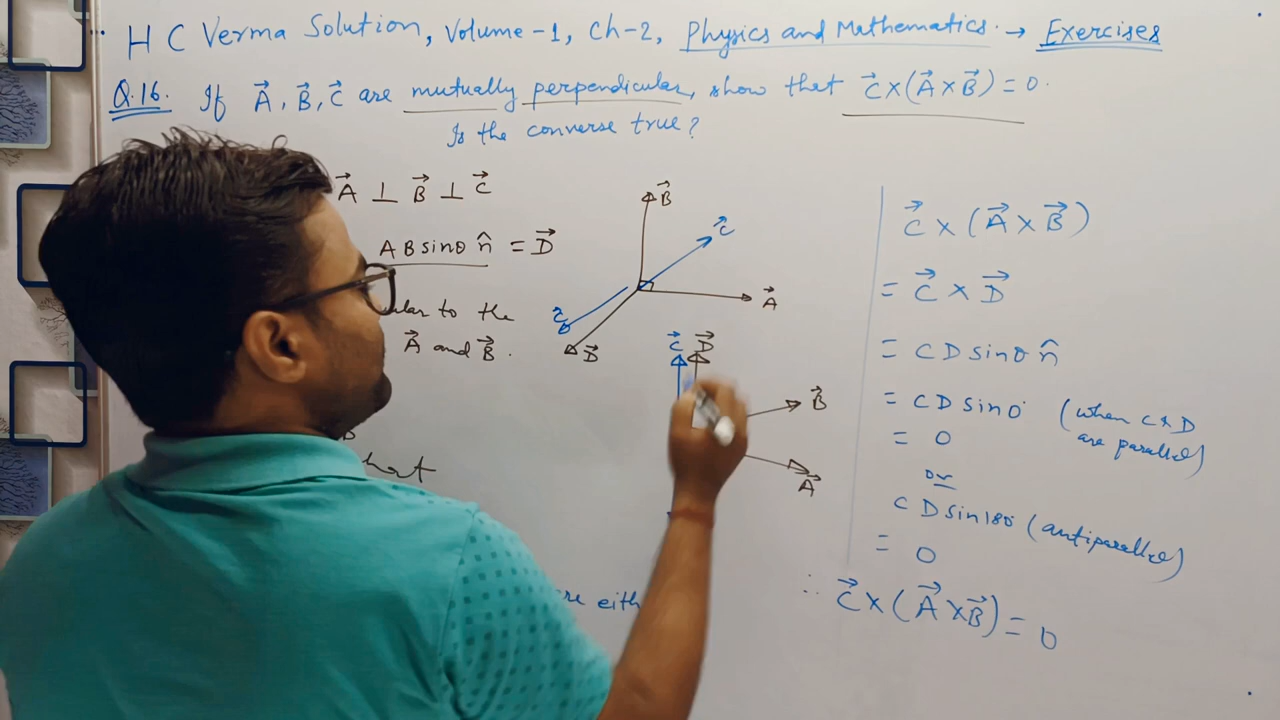 H C Verma Solution, Volume-1, Ch-2, Physics and Mathematics. → Exercises
Q.16. If A⃗, B⃗, C⃗ are mutually perpendicular, show that C⃗×(A⃗×B⃗)=0.
Is the converse true?
A⃗ ⊥ B⃗ ⊥ C⃗
AB sinθ n̂ = D⃗
to the
A⃗ and B⃗.
B⃗
C⃗
A⃗
C⃗
D⃗
C⃗ D⃗
B⃗
A⃗
C⃗ × (A⃗ × B⃗)
= C⃗ × D⃗
= CD sinθ n̂
= CD sin0° (when C & D are parallel)
= 0
or
CD sin180° (antiparallel)
= 0
∴ C⃗×(A⃗×B⃗) = 0